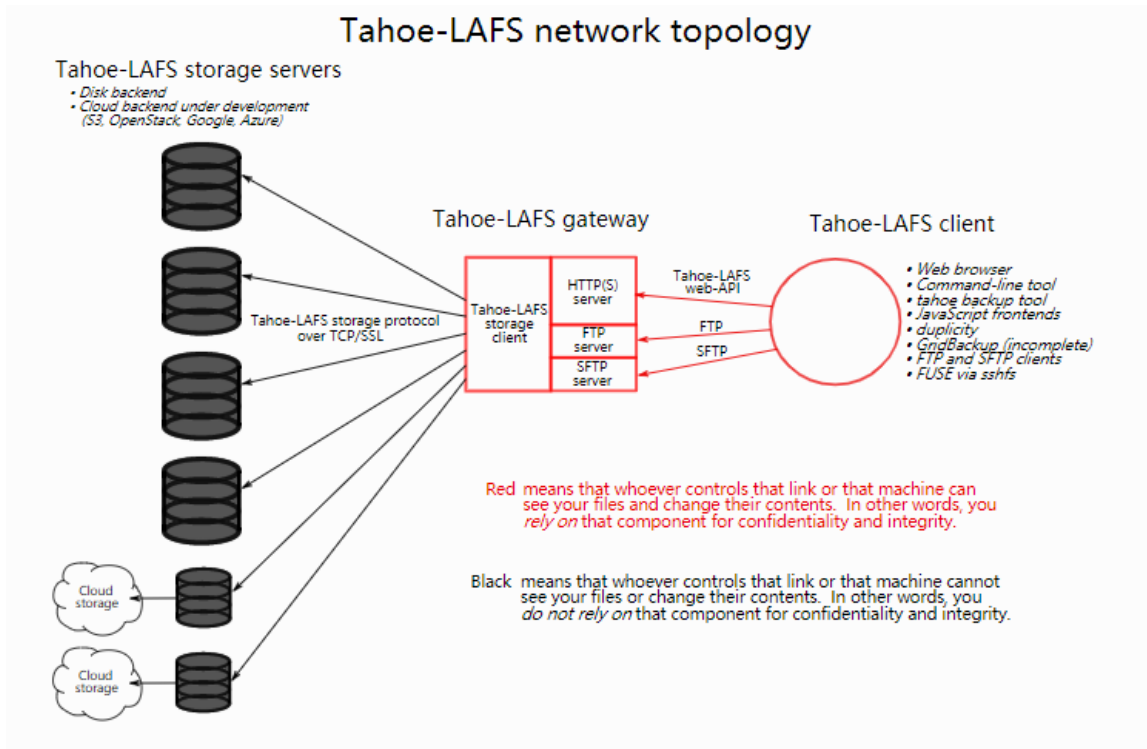 Tahoe-LAFS network topology
Tahoe-LAFS storage servers
• Disk backend
• Cloud backend under development
(S3, OpenStack, Google, Azure)
Tahoe-LAFS gateway
Tahoe-LAFS client
Tahoe-LAFS
storage
client
HTTP(S)
server
FTP
server
SFTP
server
Tahoe-LAFS
web-API
FTP
SFTP
• Web browser
• Command-line tool
• tahoe backup tool
• JavaScript frontends
• duplicity
• GridBackup (incomplete)
• FTP and SFTP clients
• FUSE via sshfs
Tahoe-LAFS storage protocol
over TCP/SSL
Red means that whoever controls that link or that machine can
see your files and change their contents. In other words, you
rely on that component for confidentiality and integrity.
Black means that whoever controls that link or that machine cannot
see your files or change their contents. In other words, you
do not rely on that component for confidentiality and integrity.
Cloud
storage
Cloud
storage